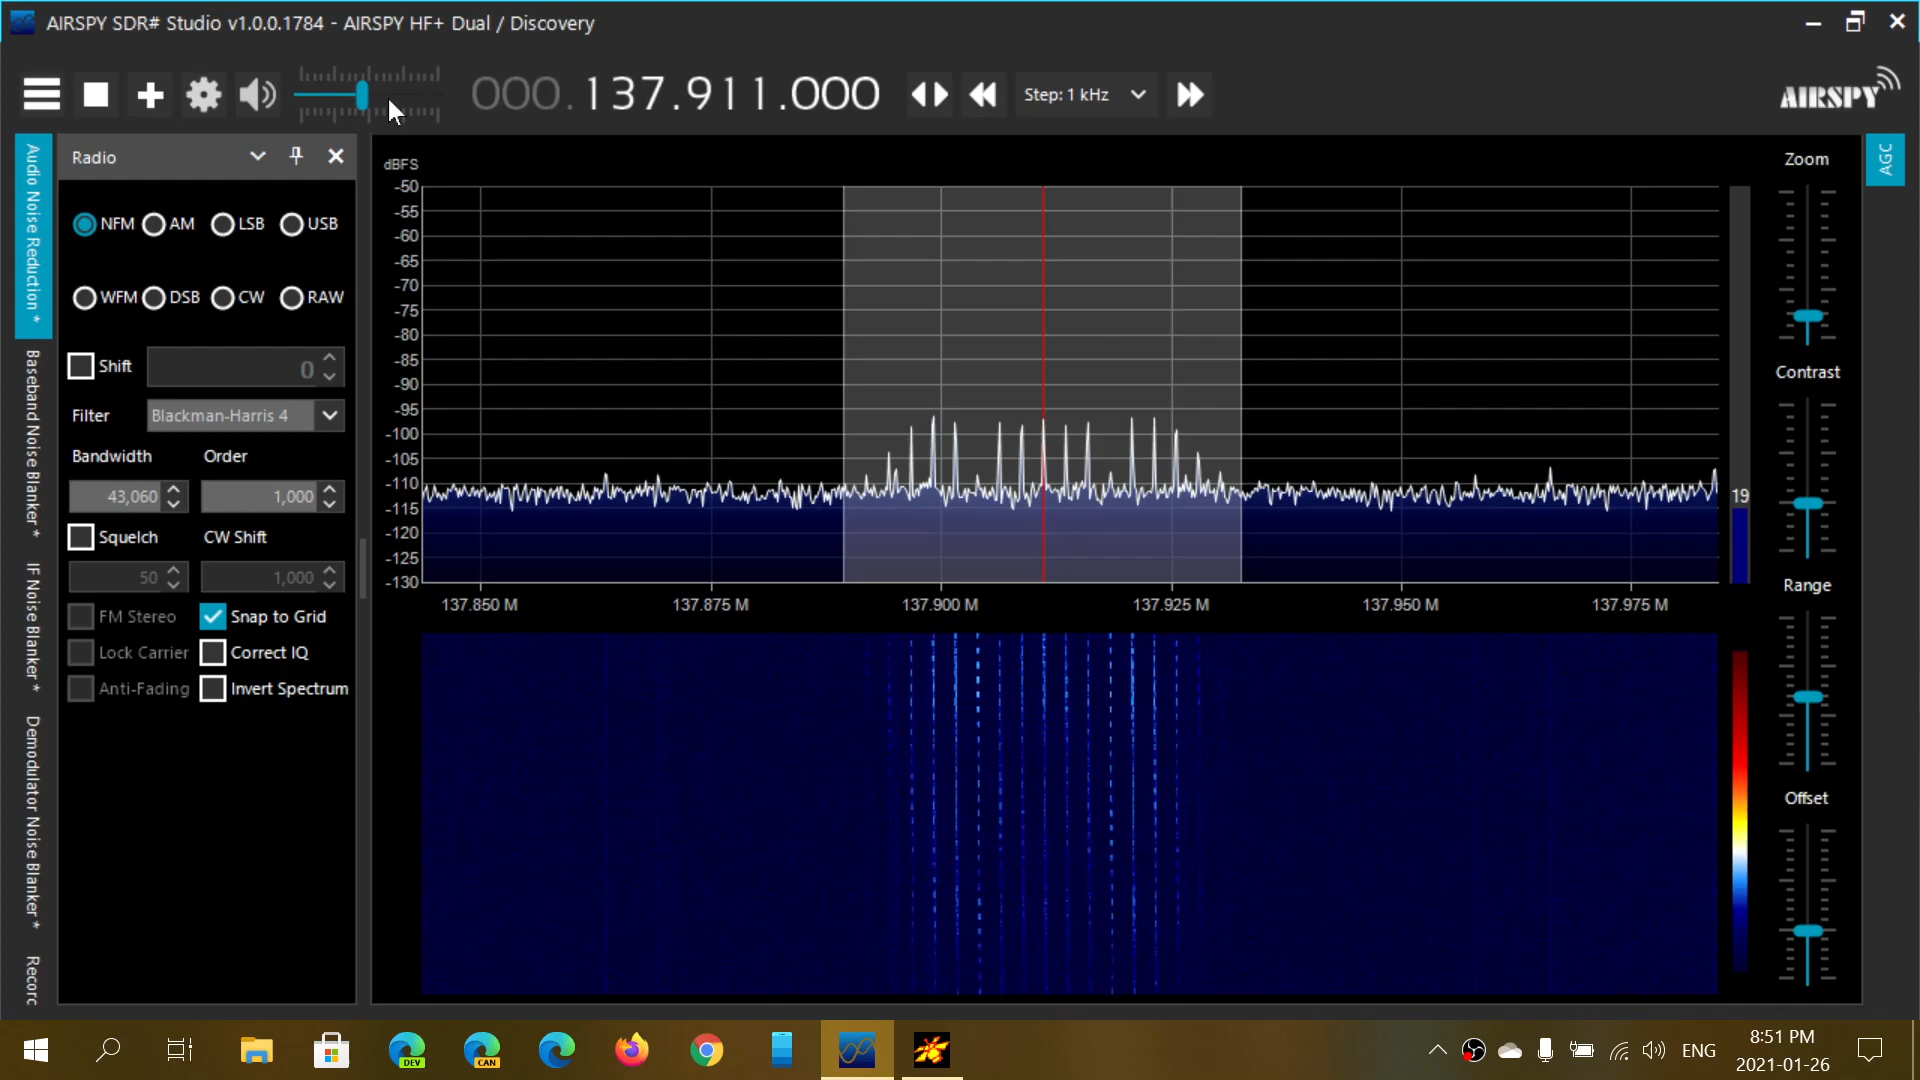 AIRSPY SDR# Studio v1.0.0.1784 - AIRSPY HF+ Dual / Discovery
000.137.911.000
Step: 1 kHz
AIRSPY
Audio Noise Reduction *
Baseband Noise Blanker *
IF Noise Blanker *
Demodulator Noise Blanker *
Recorc
Radio
NFM AM LSB USB
WFM DSB CW RAW
Shift 0
Filter Blackman-Harris 4
Bandwidth Order
43,060 1,000
Squelch CW Shift
50 1,000
FM Stereo Snap to Grid
Lock Carrier Correct IQ
Anti-Fading Invert Spectrum
dBFS
-50
-55
-60
-65
-70
-75
-80
-85
-90
-95
-100
-105
-110
-115
-120
-125
-130
137.850 M 137.875 M 137.900 M 137.925 M 137.950 M 137.975 M
19
Zoom
Contrast
Range
Offset
AGC
DEV
CAN
ENG
8:51 PM
2021-01-26